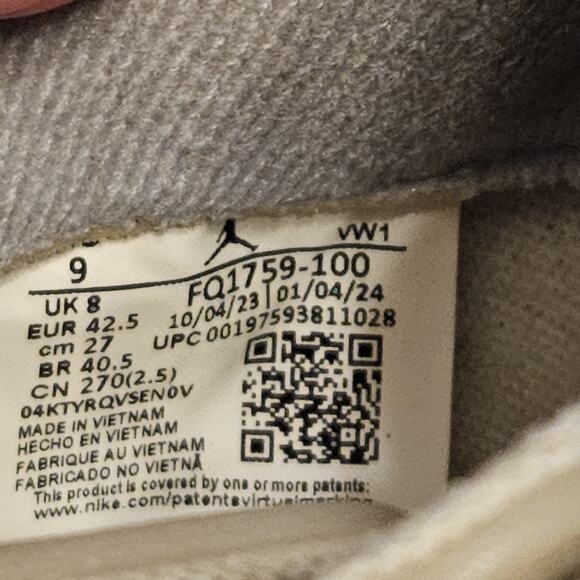 9
vW1
FQ1759-100
UK 8
10/04/23 | 01/04/24
EUR 42.5
UPC 00197593811028
cm 27
BR 40.5
CN 270(2.5)
04KTYRQVSEN0V
MADE IN VIETNAM
HECHO EN VIETNAM
FABRIQUE AU VIETNAM
FABRICADO NO VIETNÃ
This product is covered by one or more patents:
www.nike.com/patentsvirtualmarking